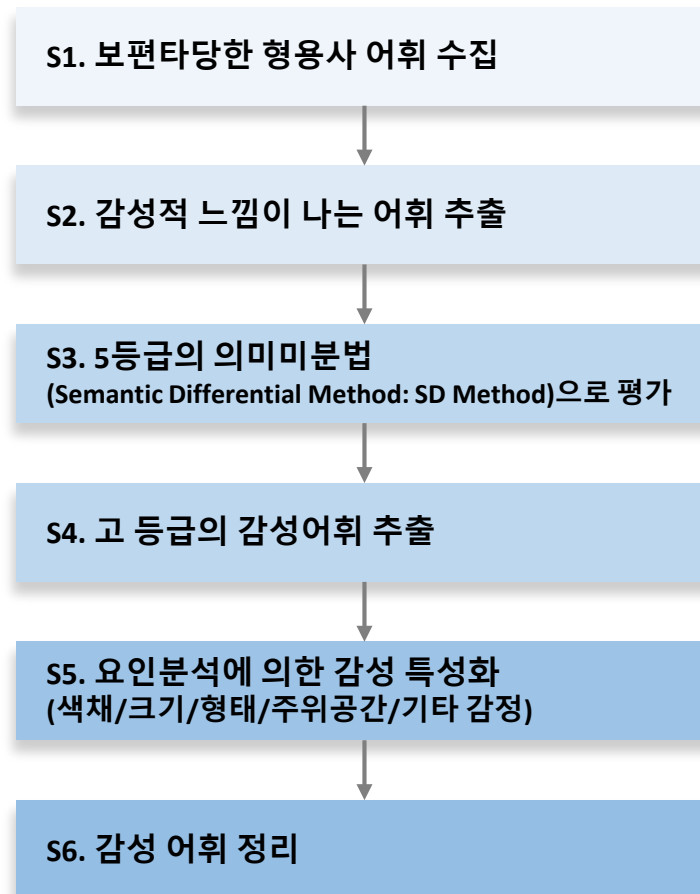 S1. 보편타당한 형용사 어휘 수집
S2. 감성적 느낌이 나는 어휘 추출
S3. 5등급의 의미미분법
(Semantic Differential Method: SD Method)으로 평가
S4. 고 등급의 감성어휘 추출
S5. 요인분석에 의한 감성 특성화
(색채/크기/형태/주위공간/기타 감정)
S6. 감성 어휘 정리